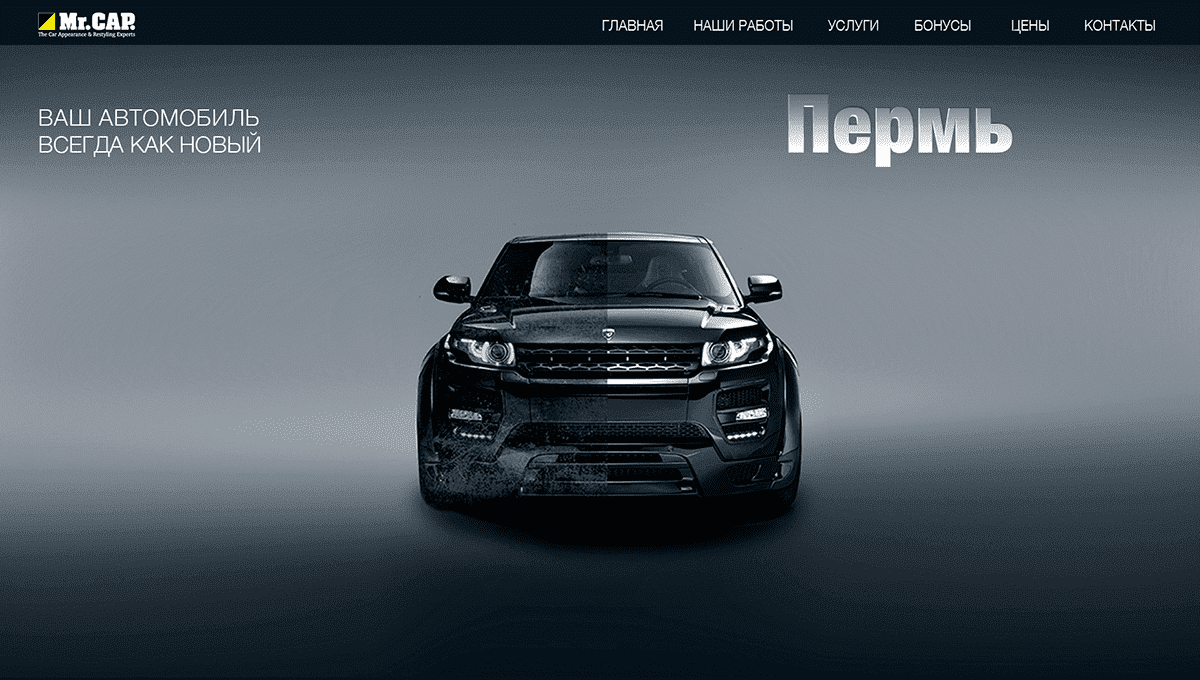 Mr.CAP.
The Car Appearance & Restyling Experts
ГЛАВНАЯ НАШИ РАБОТЫ УСЛУГИ БОНУСЫ ЦЕНЫ КОНТАКТЫ
ВАШ АВТОМОБИЛЬ
ВСЕГДА КАК НОВЫЙ
Пермь